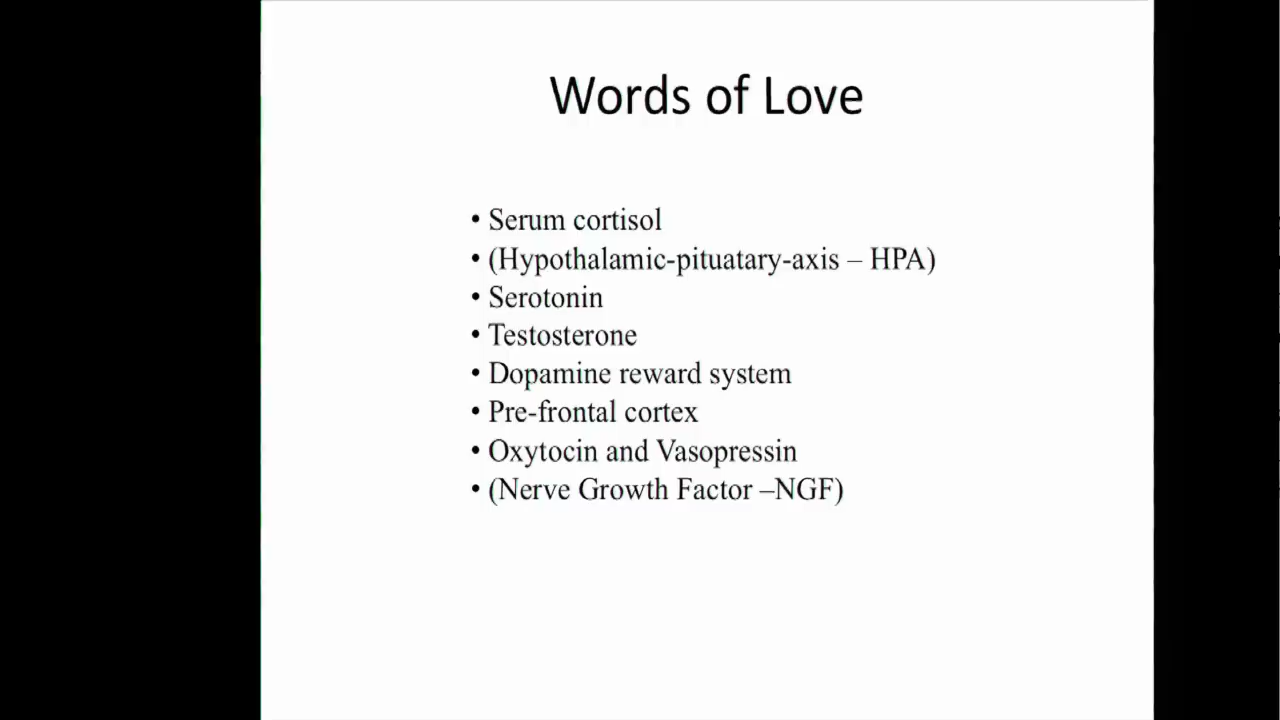 Words of Love
• Serum cortisol
• (Hypothalamic-pituatary-axis – HPA)
• Serotonin
• Testosterone
• Dopamine reward system
• Pre-frontal cortex
• Oxytocin and Vasopressin
• (Nerve Growth Factor –NGF)